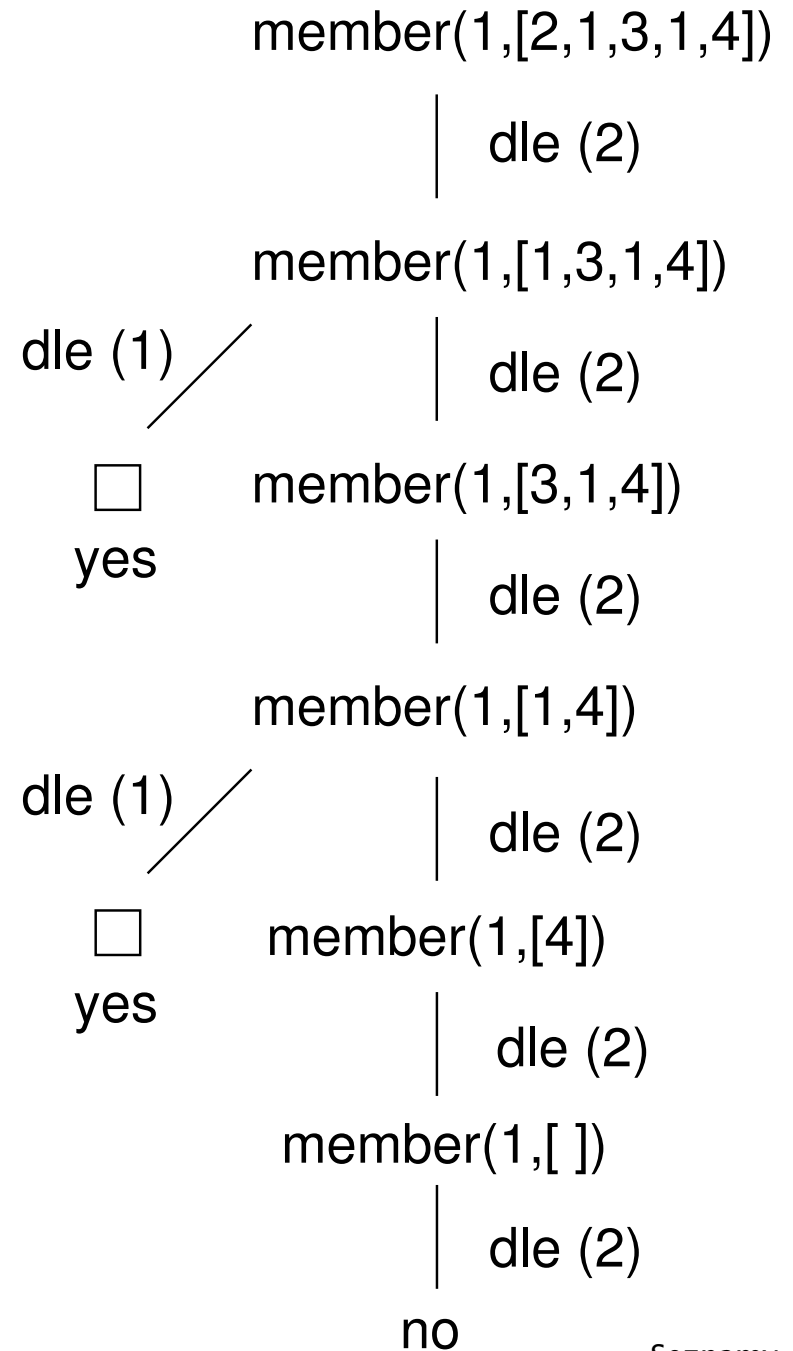 member(1,[2,1,3,1,4])
dle (2)
member(1,[1,3,1,4])
dle (1)
dle (2)
member(1,[3,1,4])
yes
dle (2)
member(1,[1,4])
dle (1)
dle (2)
member(1,[4])
yes
dle (2)
member(1,[ ])
dle (2)
no